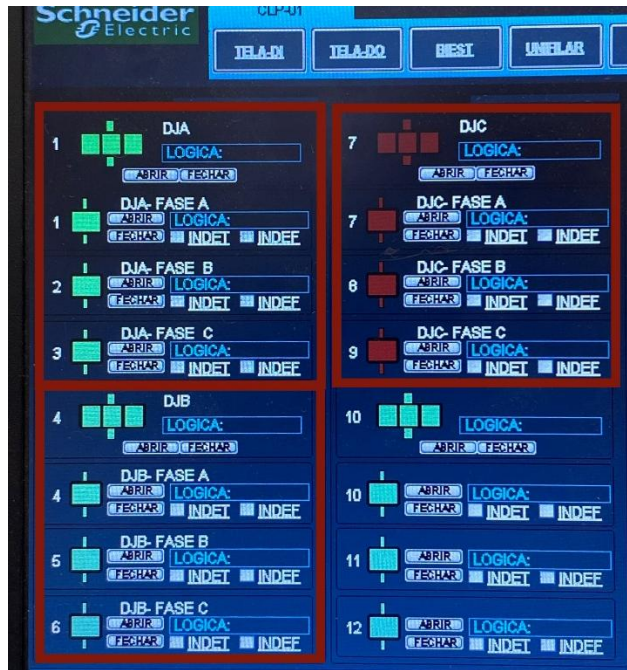 Schneider
Electric
CLP-01
TELA-DI
TELA-DO
BIEST
UNIFILAR
1
DJA
LOGICA:
ABRIR FECHAR
1
DJA- FASE A
ABRIR LOGICA:
FECHAR INDET INDEF
2
DJA- FASE B
ABRIR LOGICA:
FECHAR INDET INDEF
3
DJA- FASE C
ABRIR LOGICA:
FECHAR INDET INDEF
4
DJB
LOGICA:
ABRIR FECHAR
4
DJB- FASE A
ABRIR LOGICA:
FECHAR INDET INDEF
5
DJB- FASE B
ABRIR LOGICA:
FECHAR INDET INDEF
6
DJB- FASE C
ABRIR LOGICA:
FECHAR INDET INDEF
7
DJC
LOGICA:
ABRIR FECHAR
7
DJC- FASE A
ABRIR LOGICA:
FECHAR INDET INDEF
8
DJC- FASE B
ABRIR LOGICA:
FECHAR INDET INDEF
9
DJC- FASE C
ABRIR LOGICA:
FECHAR INDET INDEF
10
LOGICA:
ABRIR FECHAR
10
ABRIR LOGICA:
FECHAR INDET INDEF
11
ABRIR LOGICA:
FECHAR INDET INDEF
12
ABRIR LOGICA:
FECHAR INDET INDEF